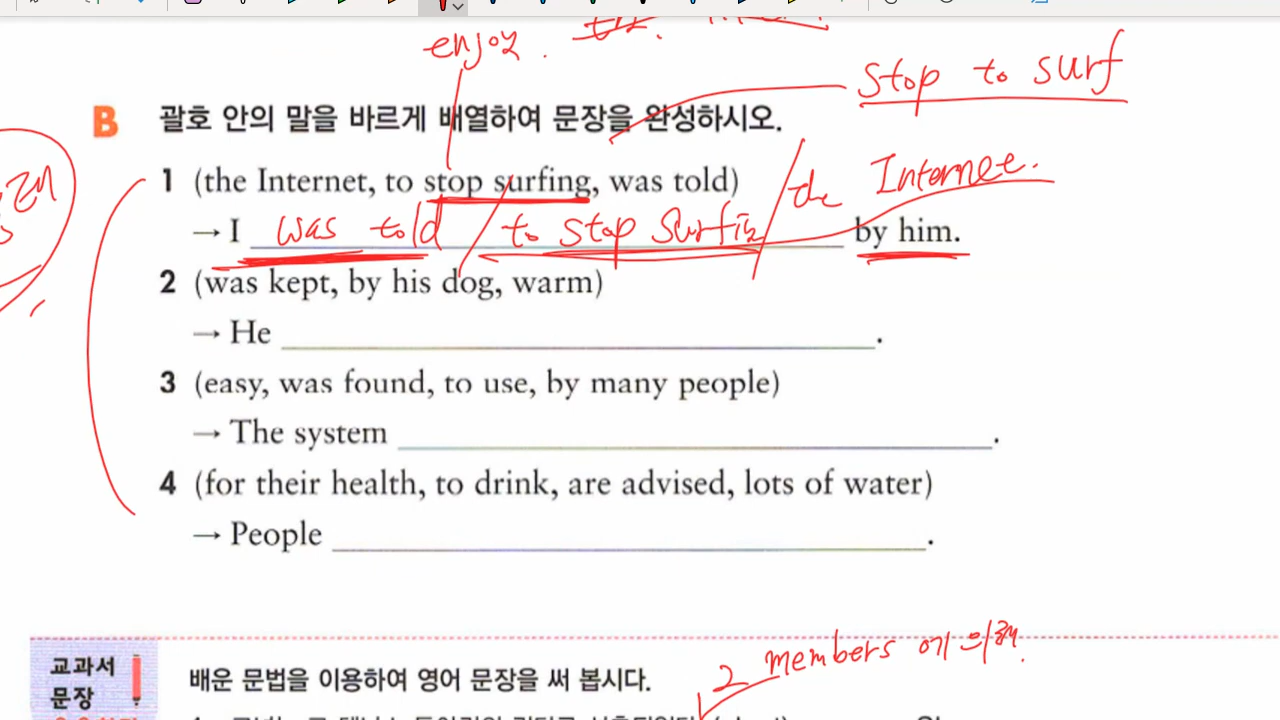 enjoy.
stop to surf
B 괄호 안의 말을 바르게 배열하여 문장을 완성하시오.
1 (the Internet, to stop surfing, was told)
the Internet.
→ I was told / to stop surfing / by him.
2 (was kept, by his dog, warm)
→ He .
3 (easy, was found, to use, by many people)
→ The system .
4 (for their health, to drink, are advised, lots of water)
→ People .
2 members 에 의해.
교과서
문장
배운 문법을 이용하여 영어 문장을 써 봅시다.